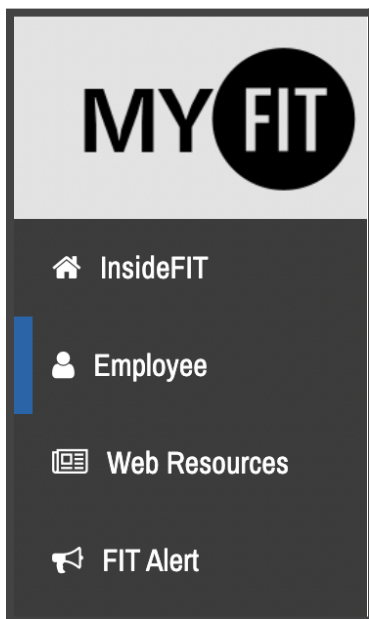 MYFIT
InsideFIT
Employee
Web Resources
FIT Alert